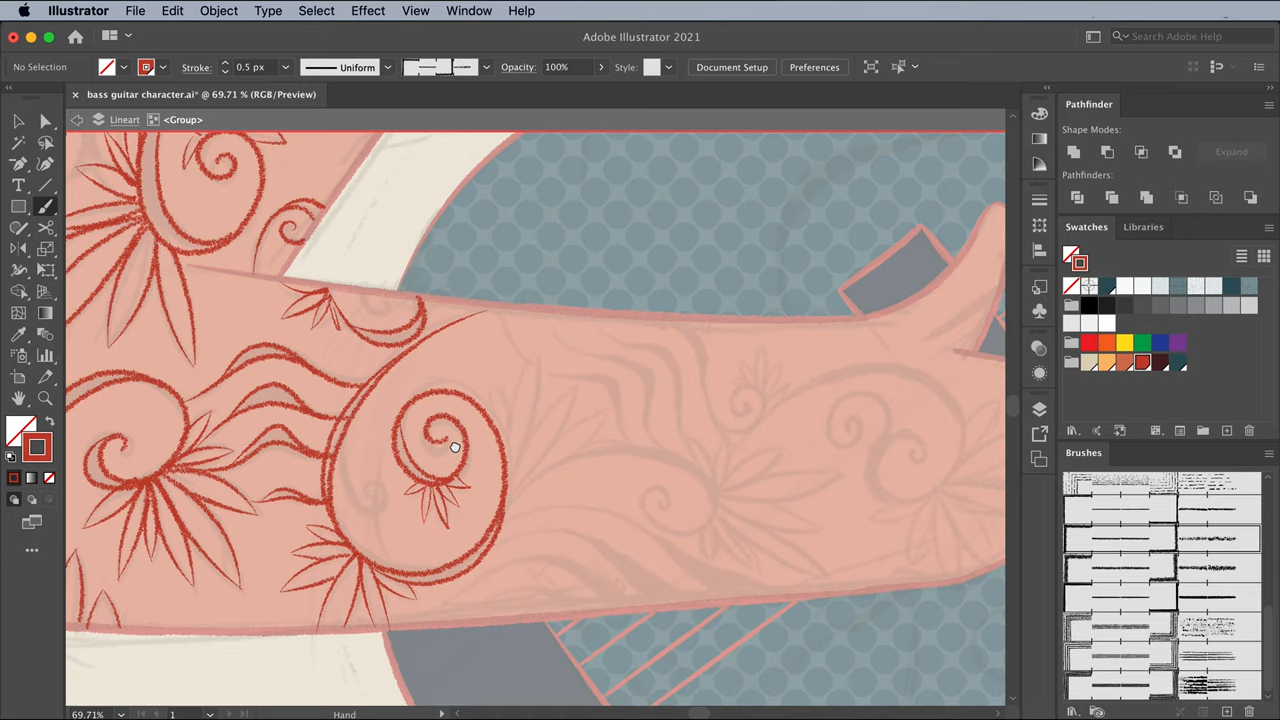 Illustrator File Edit Object Type Select Effect View Window Help
Adobe Illustrator 2021
Search Adobe Help
No Selection Stroke: 0.5 px Uniform Opacity: 100% Style: Document Setup Preferences
bass guitar character.ai* @ 69.71 % (RGB/Preview)
Lineart <Group>
Pathfinder
Shape Modes:
Expand
Pathfinders:
Swatches Libraries
Brushes
69.71% 1 Hand